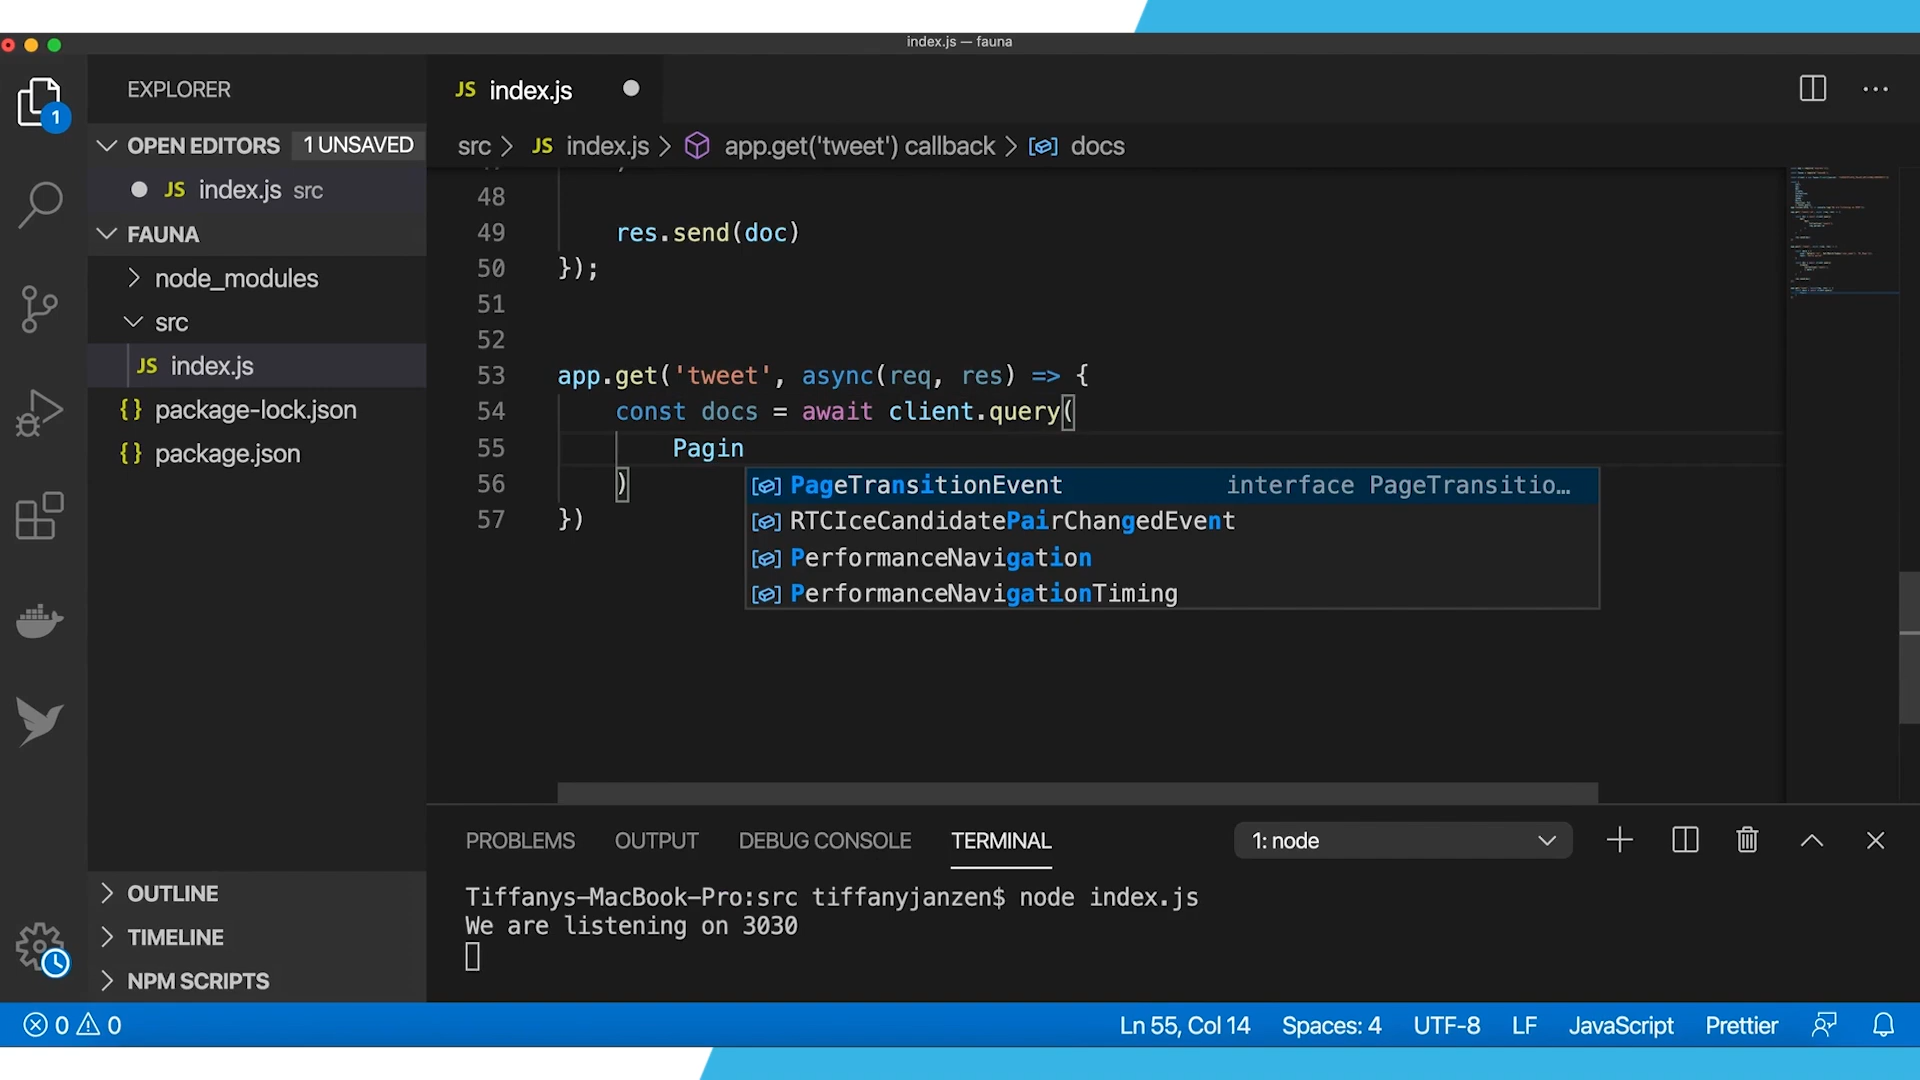 index.js — fauna
EXPLORER
JS index.js
1
OPEN EDITORS 1 UNSAVED
src > JS index.js > app.get('tweet') callback > docs
JS index.js src
FAUNA
node_modules
src
JS index.js
{} package-lock.json
{} package.json
48
49 res.send(doc)
50 });
51
52
53 app.get('tweet', async(req, res) => {
54 const docs = await client.query(
55 Pagin
56 )
57 })
PageTransitionEvent interface PageTransitio…
RTCIceCandidatePairChangedEvent
PerformanceNavigation
PerformanceNavigationTiming
PROBLEMS OUTPUT DEBUG CONSOLE TERMINAL 1: node
Tiffanys-MacBook-Pro:src tiffanyjanzen$ node index.js
We are listening on 3030
OUTLINE
TIMELINE
NPM SCRIPTS
0 0 Ln 55, Col 14 Spaces: 4 UTF-8 LF JavaScript Prettier